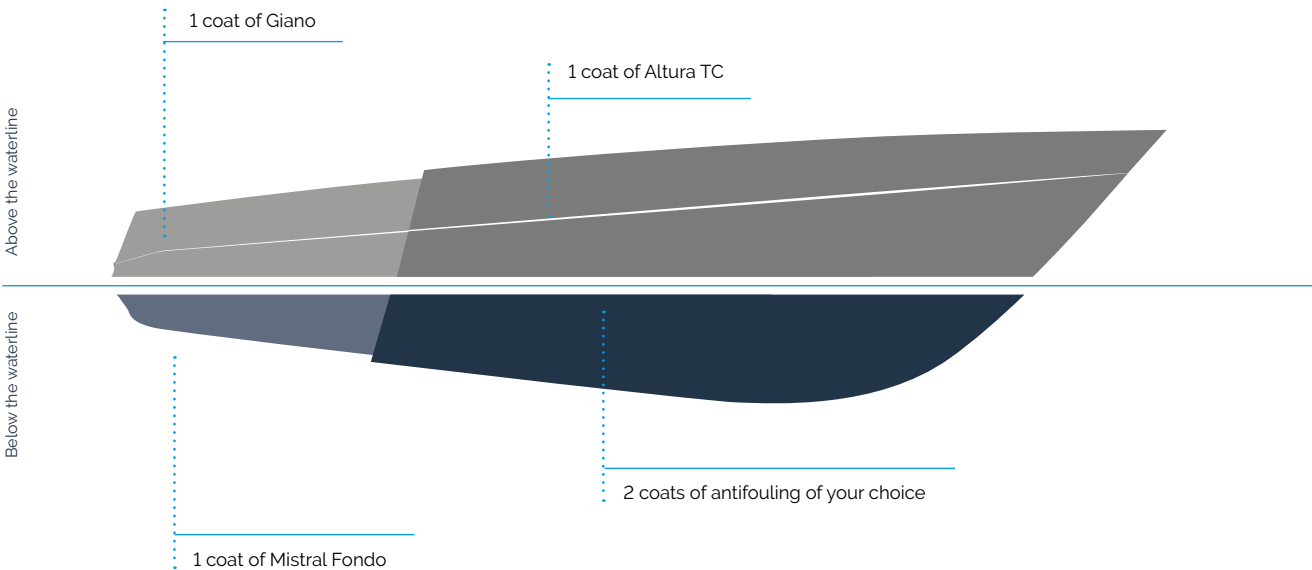 1 coat of Giano
1 coat of Altura TC
Above the waterline
Below the waterline
2 coats of antifouling of your choice
1 coat of Mistral Fondo